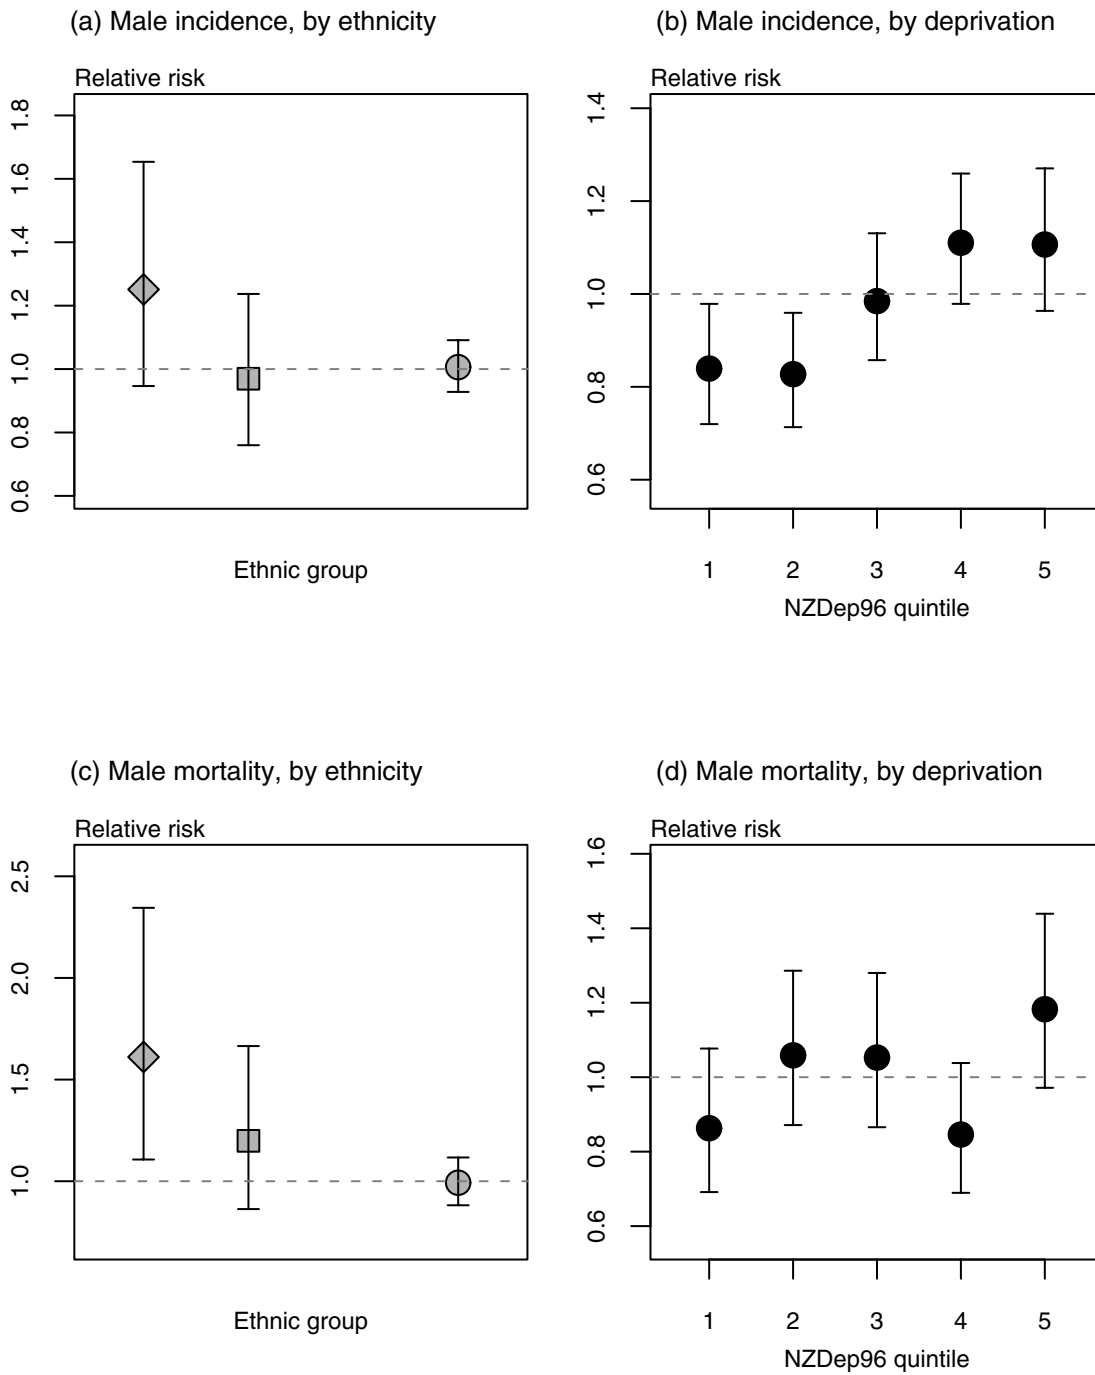 (a) Male incidence, by ethnicity
Relative risk
1.8
1.6
1.4
1.2
1.0
0.8
0.6
Ethnic group
(b) Male incidence, by deprivation
Relative risk
1.4
1.2
1.0
0.8
0.6
1 2 3 4 5
NZDep96 quintile
(c) Male mortality, by ethnicity
Relative risk
2.5
2.0
1.5
1.0
Ethnic group
(d) Male mortality, by deprivation
Relative risk
1.6
1.4
1.2
1.0
0.8
0.6
1 2 3 4 5
NZDep96 quintile